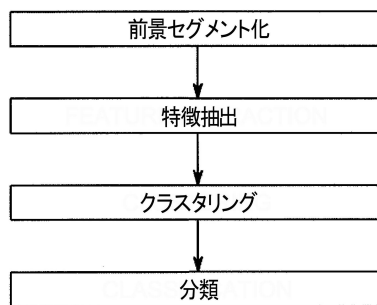 前景セグメント化
特徴抽出
クラスタリング
分類